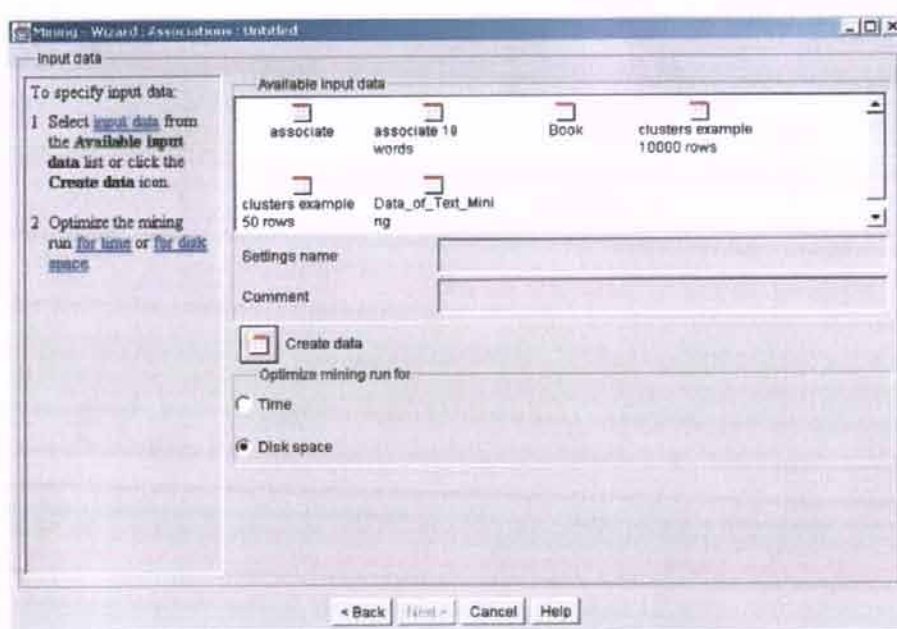 Mining - Wizard : Associations : Untitled
Input data
To specify input data:
1 Select input data from
the Available input
data list or click the
Create data icon.
2 Optimize the mining
run for time or for disk
space.
Available input data
associate
associate 10
words
Book
clusters example
10000 rows
clusters example
50 rows
Data_of_Text_Mini
ng
Settings name
Comment
Create data
Optimize mining run for
Time
Disk space
< Back
Next >
Cancel
Help